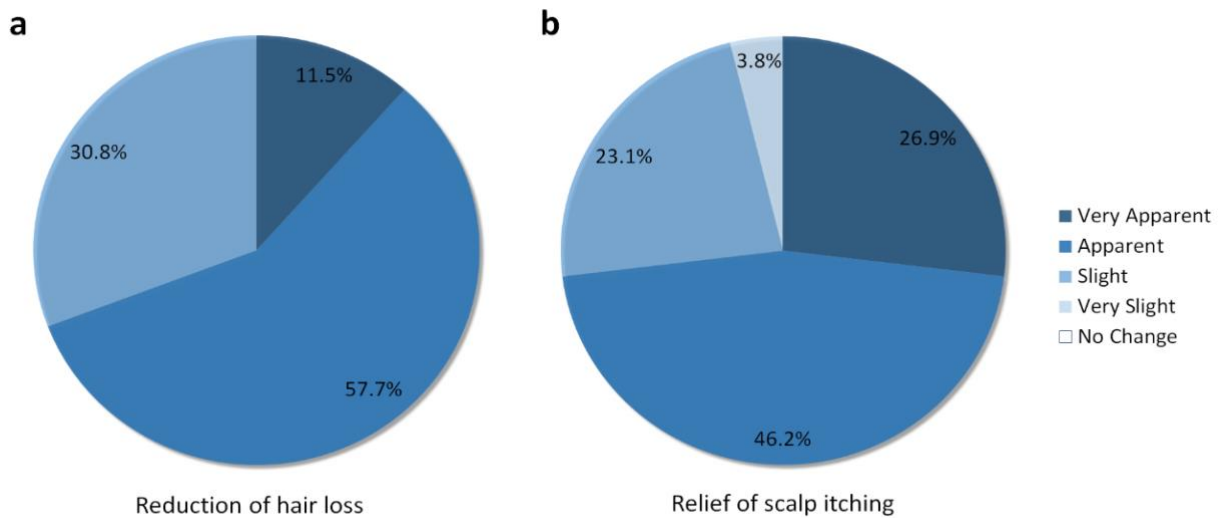 a
b
11.5%
30.8%
57.7%
Reduction of hair loss
3.8%
26.9%
23.1%
46.2%
Relief of scalp itching
Very Apparent
Apparent
Slight
Very Slight
No Change